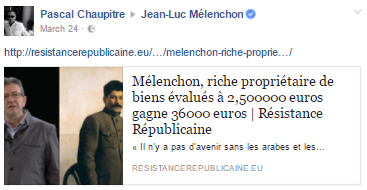 Pascal Chaupitre ▶ Jean-Luc Mélenchon
March 24 ·
http://resistancerepublicaine.eu/…/melenchon-riche-proprie…/
Mélenchon, riche propriétaire de
biens évalués à 2,500000 euros
gagne 36000 euros | Résistance
Républicaine
« Il n'y a pas d'avenir sans les arabes et les…
RESISTANCEREPUBLICAINE.EU